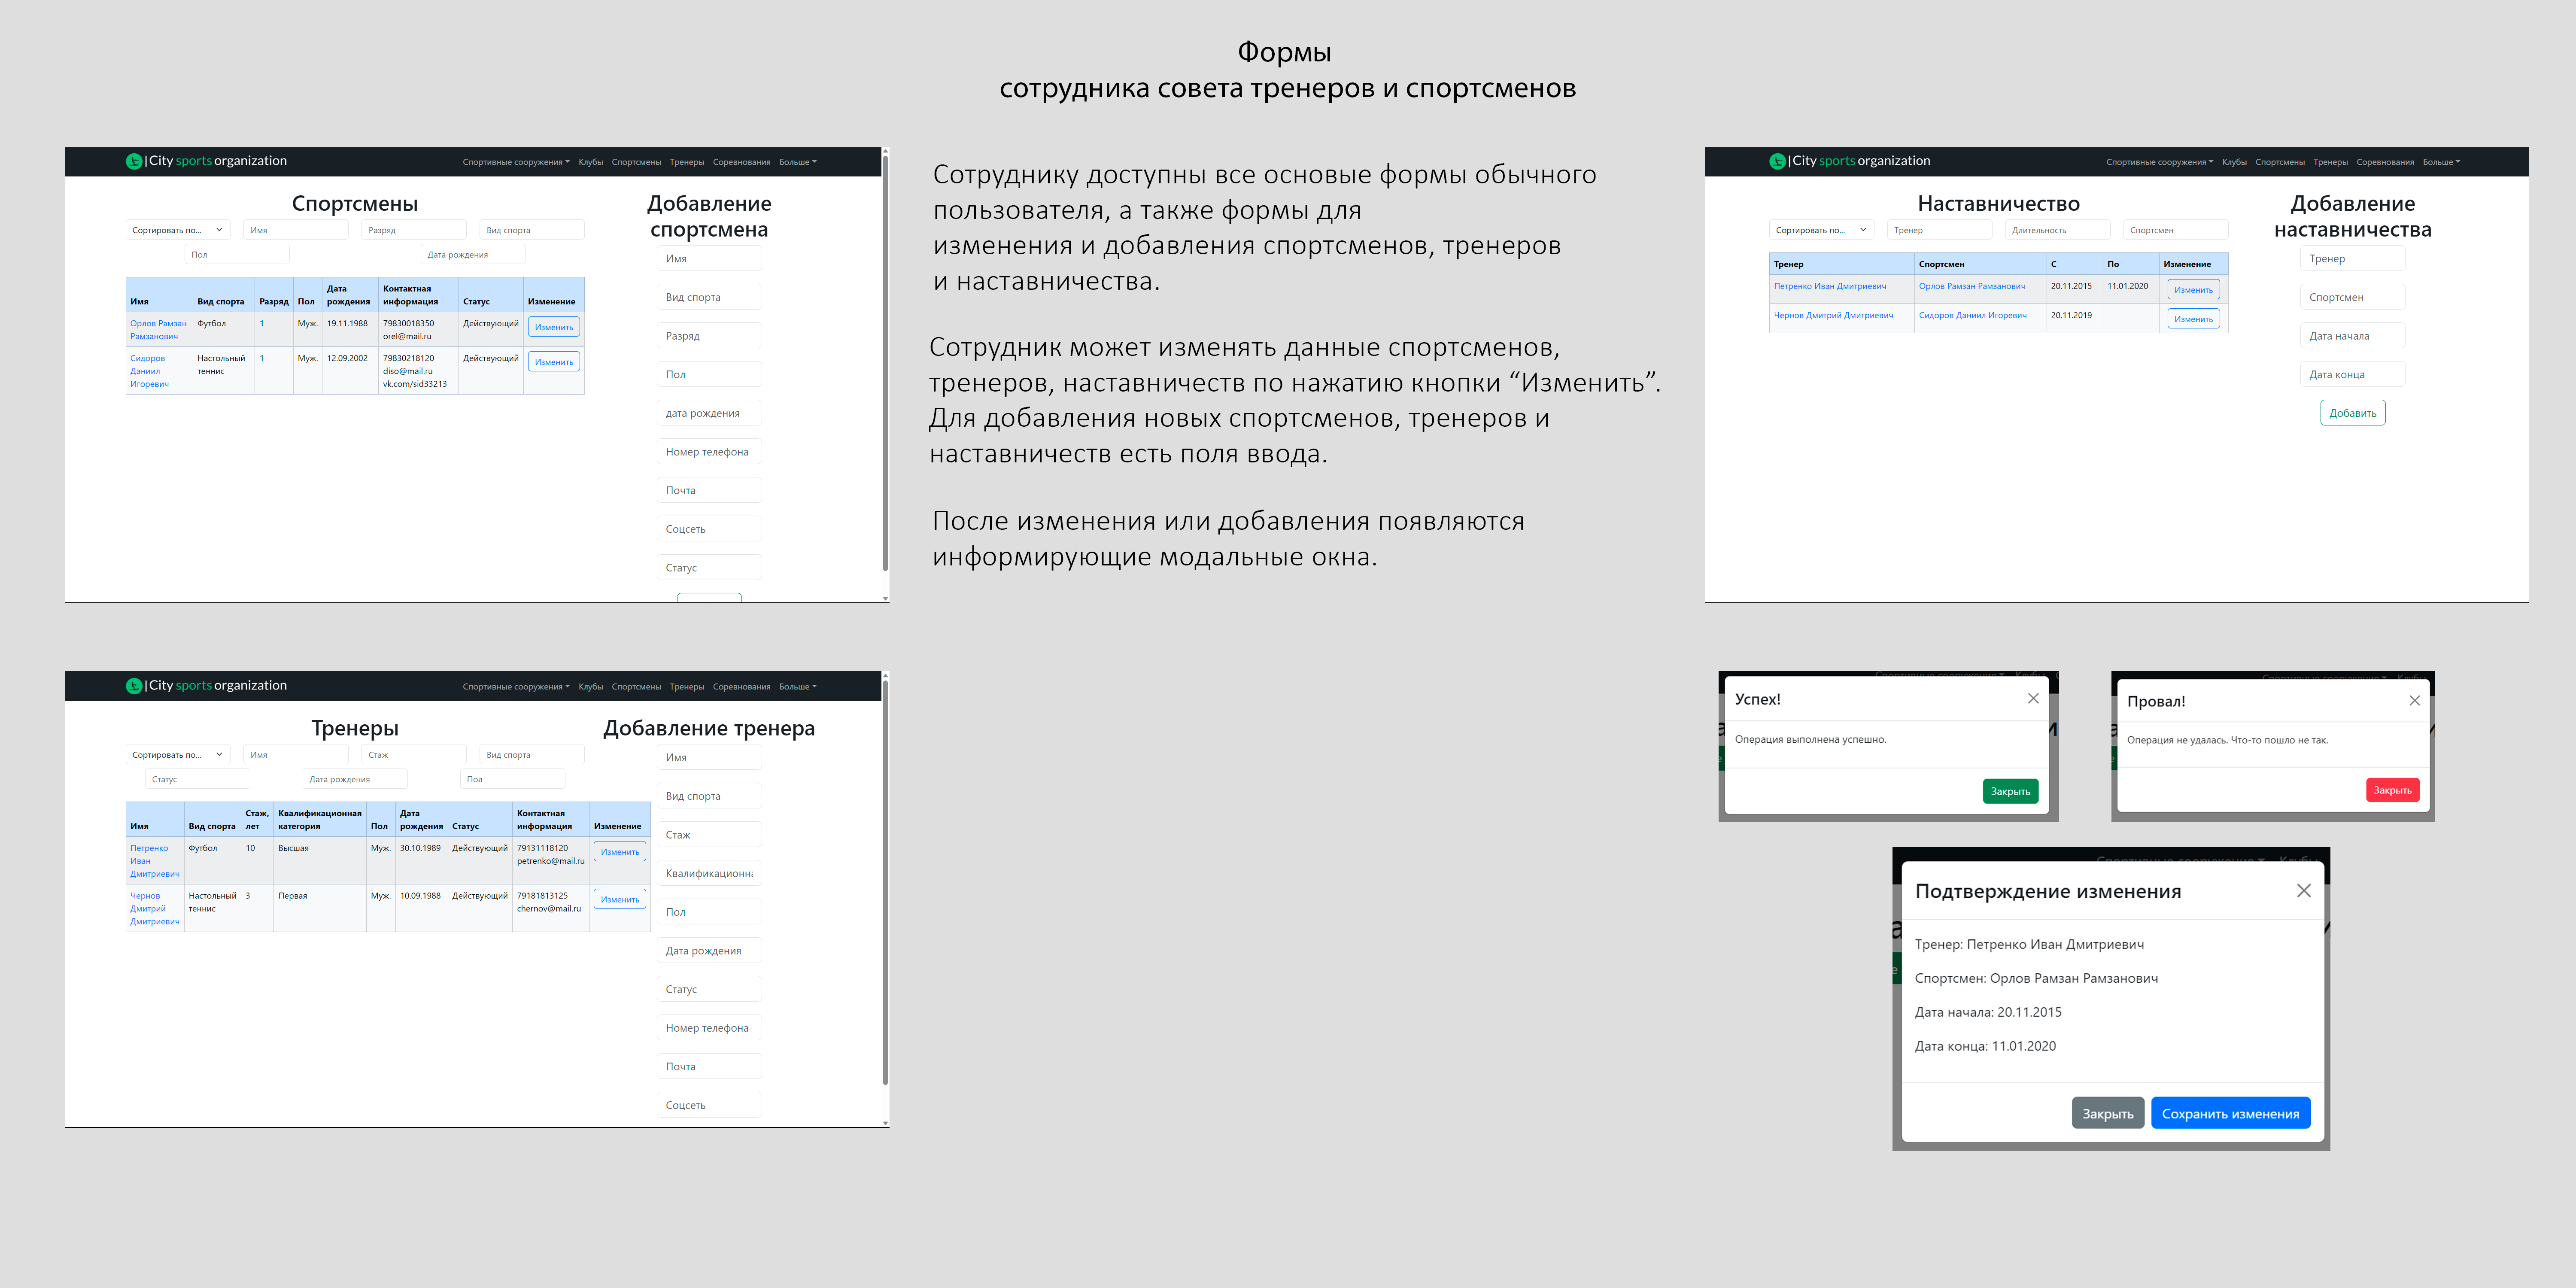 Формы
сотрудника совета тренеров и спортсменов
City sports organization
Спортивные сооружения Клубы Спортсмены Тренеры Соревнования Больше
Спортсмены
Сортировать по... Имя Разряд Вид спорта
Пол Дата рождения
Имя Вид спорта Разряд Пол Дата рождения Контактная информация Статус Изменение
Орлов Рамзан Рамзанович Футбол 1 Муж. 19.11.1988 79830018350 orel@mail.ru Действующий Изменить
Сидоров Даниил Игоревич Настольный теннис 1 Муж. 12.09.2002 79830218120 diso@mail.ru vk.com/sid33213 Действующий Изменить
Добавление
спортсмена
Имя
Вид спорта
Разряд
Пол
дата рождения
Номер телефона
Почта
Соцсеть
Статус
Сотруднику доступны все основые формы обычного
пользователя, а также формы для
изменения и добавления спортсменов, тренеров
и наставничества.
Сотрудник может изменять данные спортсменов,
тренеров, наставничеств по нажатию кнопки “Изменить”.
Для добавления новых спортсменов, тренеров и
наставничеств есть поля ввода.
После изменения или добавления появляются
информирующие модальные окна.
City sports organization
Спортивные сооружения Клубы Спортсмены Тренеры Соревнования Больше
Наставничество
Сортировать по... Тренер Длительность Спортсмен
Тренер Спортсмен С По Изменение
Петренко Иван Дмитриевич Орлов Рамзан Рамзанович 20.11.2015 11.01.2020 Изменить
Чернов Дмитрий Дмитриевич Сидоров Даниил Игоревич 20.11.2019 Изменить
Добавление
наставничества
Тренер
Спортсмен
Дата начала
Дата конца
Добавить
City sports organization
Спортивные сооружения Клубы Спортсмены Тренеры Соревнования Больше
Тренеры
Сортировать по... Имя Стаж Вид спорта
Статус Дата рождения Пол
Имя Вид спорта Стаж, лет Квалификационная категория Пол Дата рождения Статус Контактная информация Изменение
Петренко Иван Дмитриевич Футбол 10 Высшая Муж. 30.10.1989 Действующий 79131118120 petrenko@mail.ru Изменить
Чернов Дмитрий Дмитриевич Настольный теннис 3 Первая Муж. 10.09.1988 Действующий 79181813125 chernov@mail.ru Изменить
Добавление тренера
Имя
Вид спорта
Стаж
Квалификационна
Пол
Дата рождения
Статус
Номер телефона
Почта
Соцсеть
Успех!
Операция выполнена успешно.
Закрыть
Провал!
Операция не удалась. Что-то пошло не так.
Закрыть
Подтверждение изменения
Тренер: Петренко Иван Дмитриевич
Спортсмен: Орлов Рамзан Рамзанович
Дата начала: 20.11.2015
Дата конца: 11.01.2020
Закрыть Сохранить изменения